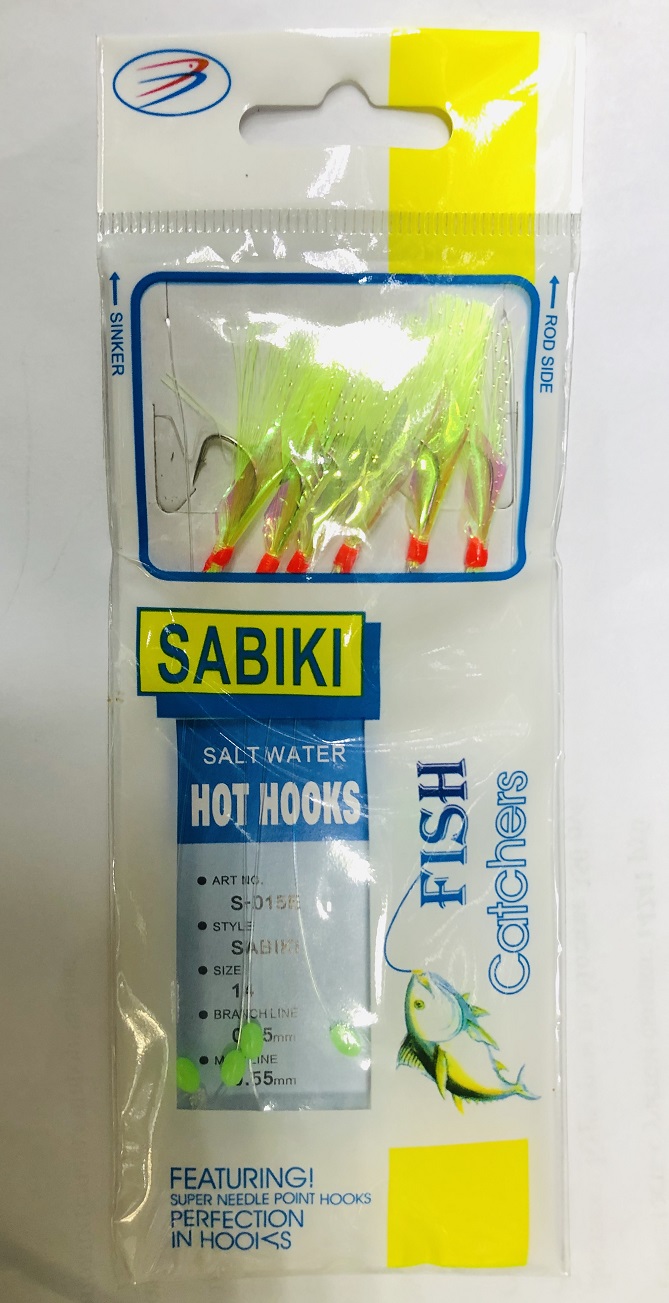 SINKER
ROD SIDE
SABIKI
SALT WATER
HOT HOOKS
FISH
Catchers
ART NO.
STYLE
SABIKI
SIZE
14
BRANCH LINE
mm
LINE
.55mm
FEATURING!
SUPER NEEDLE POINT HOOKS
PERFECTION
IN HOOKS